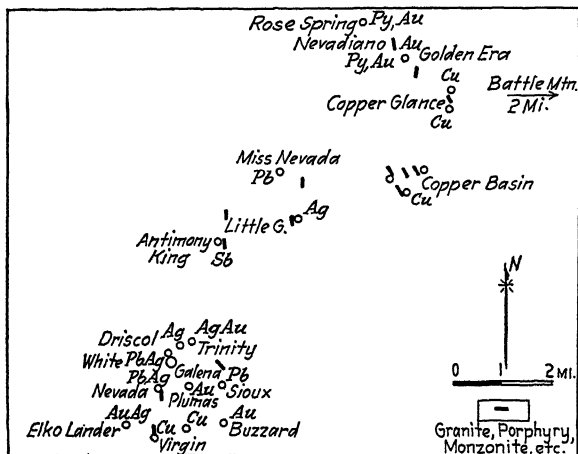 Rose Spring Py, Au
Nevadiano Au
Py, Au Golden Era
Cu
Battle Mtn.
2 Mi.
Copper Glance
Cu
Miss Nevada
Pb
Copper Basin
Cu
Little G. Ag
Antimony
King Sb
N
Driscol Ag Ag Au
Trinity
White Pb Ag
Galena Pb
Pb Ag
Nevada Au Sioux
Plumas
Au Ag
Elko Lander Cu Cu Au
Buzzard
Virgin
0 1 2 MI.
Granite, Porphyry,
Monzonite, etc.